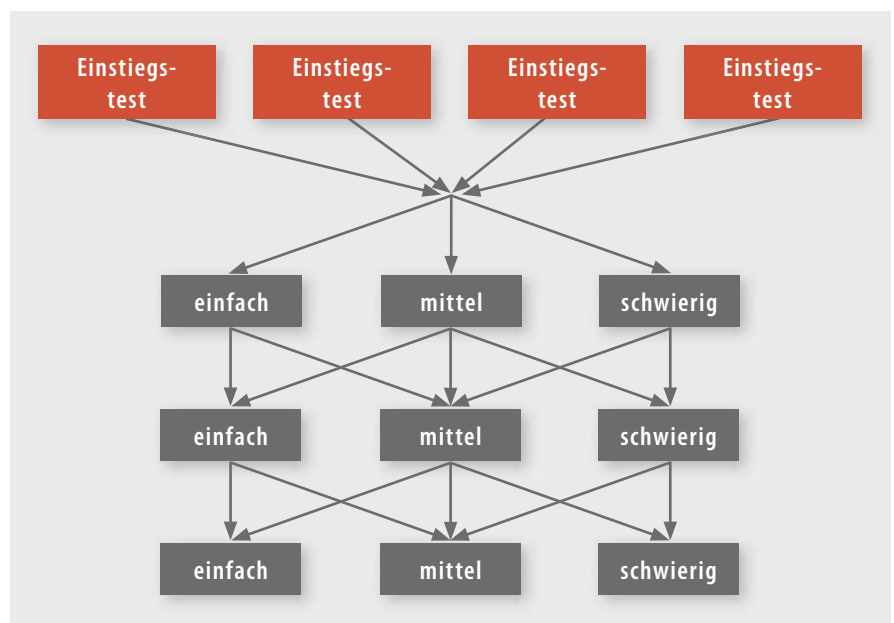 Einstiegs-
test
Einstiegs-
test
Einstiegs-
test
Einstiegs-
test
einfach
mittel
schwierig
einfach
mittel
schwierig
einfach
mittel
schwierig